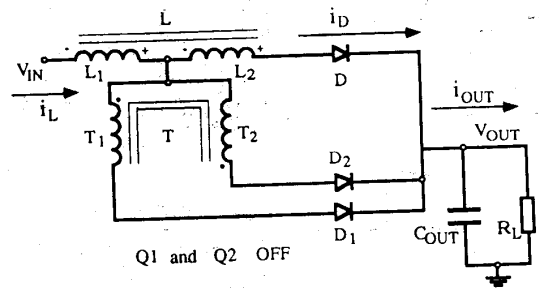 L
i_D
- + - +
V_IN
L_1
L_2
D
i_L
i_OUT
T_1
T
T_2
V_OUT
D_2
D_1
C_OUT
R_L
Q1 and Q2 OFF